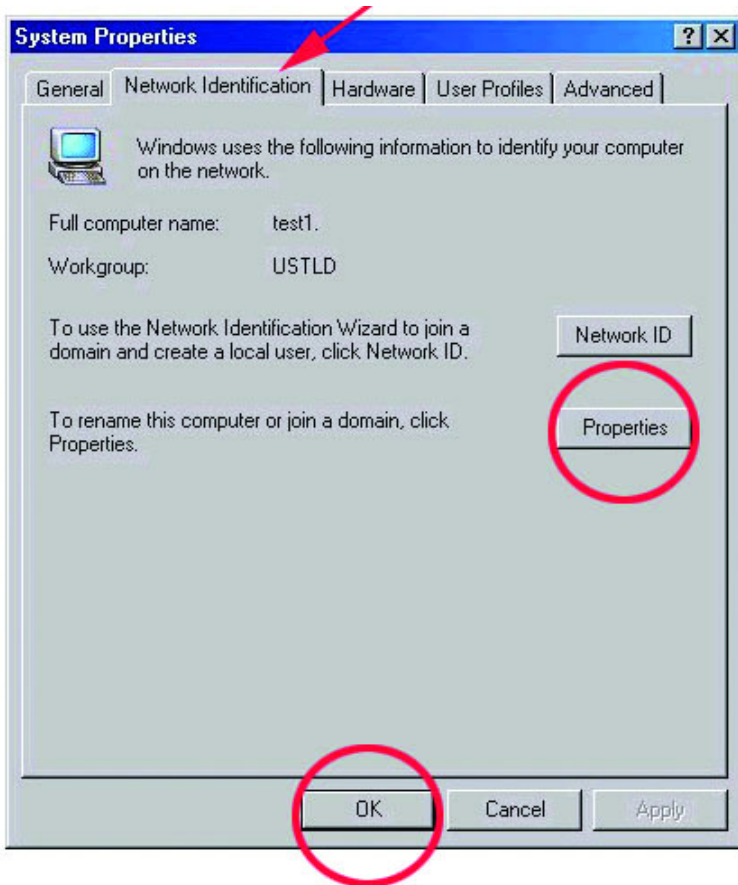 System Properties
? X
General Network Identification Hardware User Profiles Advanced
Windows uses the following information to identify your computer
on the network.
Full computer name: test1.
Workgroup: USTLD
To use the Network Identification Wizard to join a
domain and create a local user, click Network ID.
Network ID
To rename this computer or join a domain, click
Properties.
Properties
OK Cancel Apply